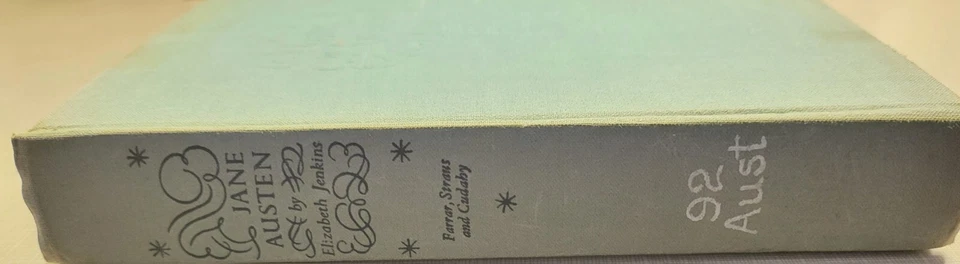 JANE
AUSTEN
by
Elizabeth Jenkins
Farrar, Straus
and Cudahy
92
Aust